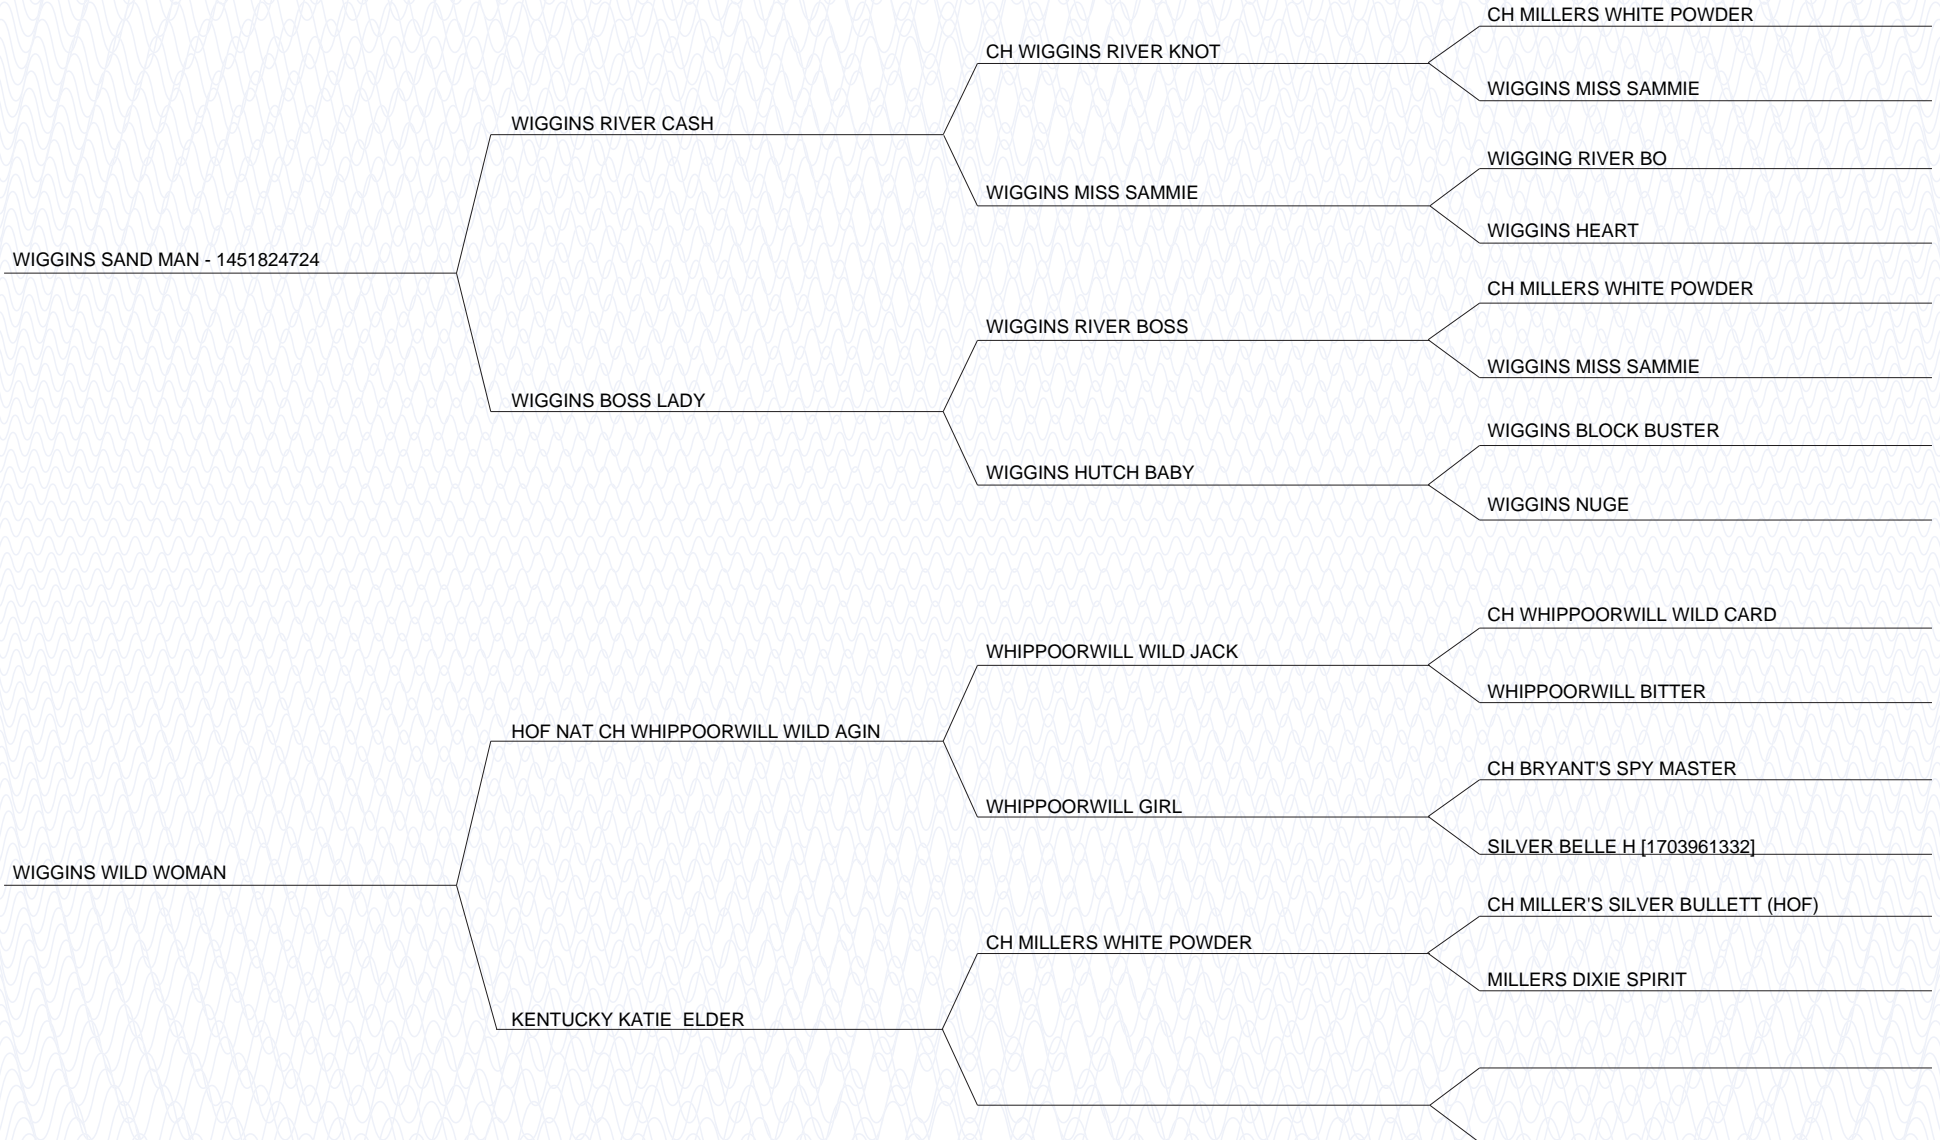 CH MILLERS WHITE POWDER
CH WIGGINS RIVER KNOT
WIGGINS MISS SAMMIE
WIGGINS RIVER CASH
WIGGING RIVER BO
WIGGINS MISS SAMMIE
WIGGINS HEART
WIGGINS SAND MAN - 1451824724
CH MILLERS WHITE POWDER
WIGGINS RIVER BOSS
WIGGINS MISS SAMMIE
WIGGINS BOSS LADY
WIGGINS BLOCK BUSTER
WIGGINS HUTCH BABY
WIGGINS NUGE
CH WHIPPOORWILL WILD CARD
WHIPPOORWILL WILD JACK
WHIPPOORWILL BITTER
HOF NAT CH WHIPPOORWILL WILD AGIN
CH BRYANT'S SPY MASTER
WHIPPOORWILL GIRL
SILVER BELLE H [1703961332]
WIGGINS WILD WOMAN
CH MILLER'S SILVER BULLETT (HOF)
CH MILLERS WHITE POWDER
MILLERS DIXIE SPIRIT
KENTUCKY KATIE  ELDER